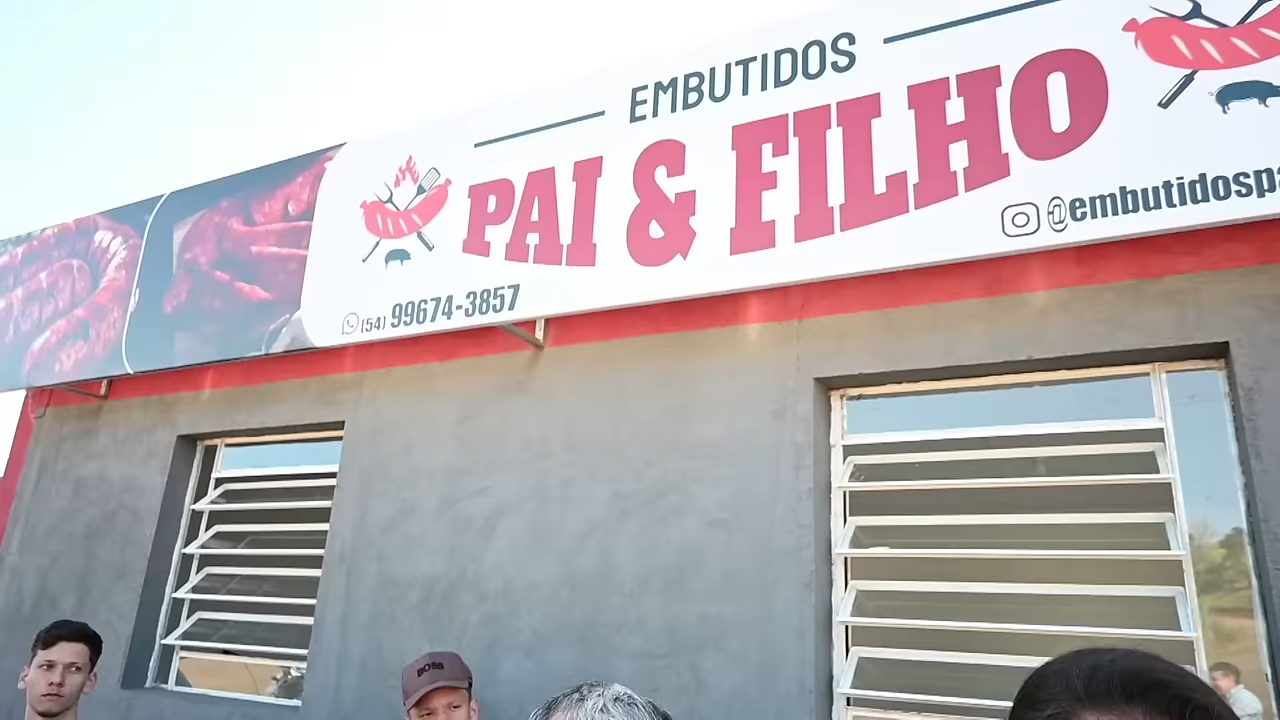 EMBUTIDOS
PAI & FILHO
@embutidospa
(54) 99674-3857
BOSS